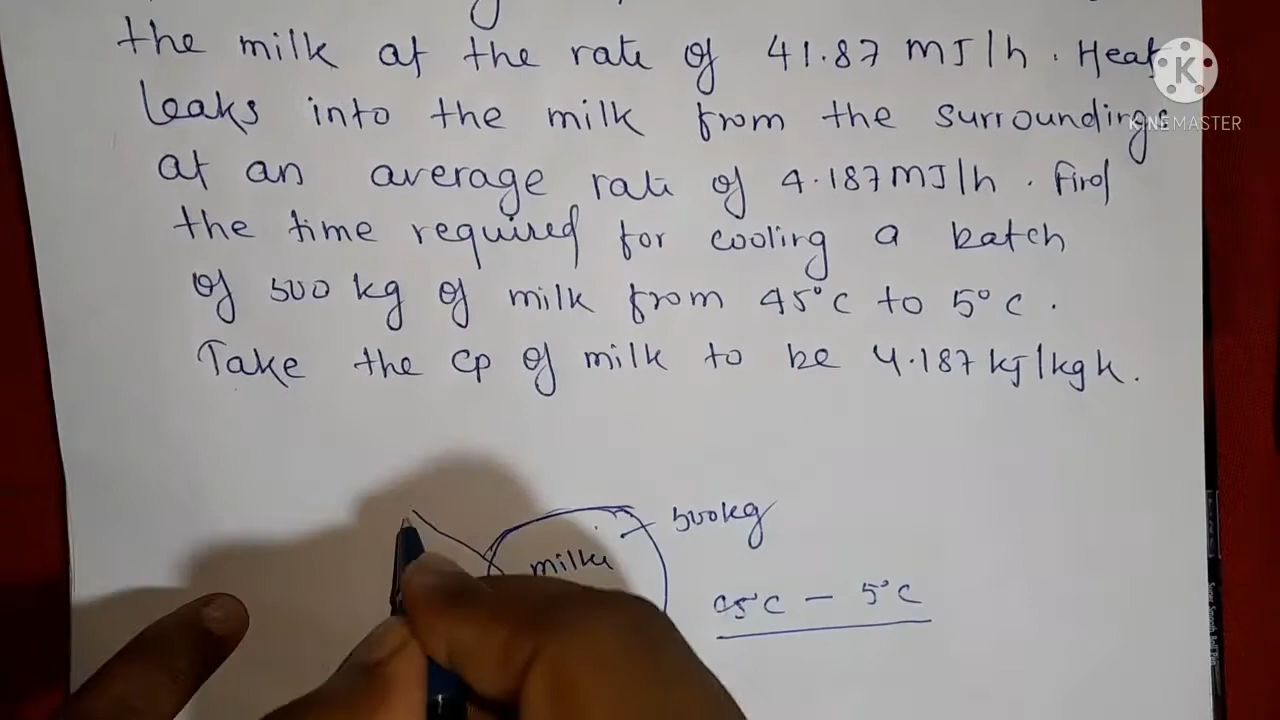 the milk at the rate of 41.87 MJ/h. Heat
leaks into the milk from the surroundings
at an average rate of 4.187 MJ/h. Find
the time required for cooling a batch
of 500 kg of milk from 45°C to 5°C.
Take the Cp of milk to be 4.187 kJ/kgK.
500kg
milk
45°C - 5°C
K
KINEMASTER